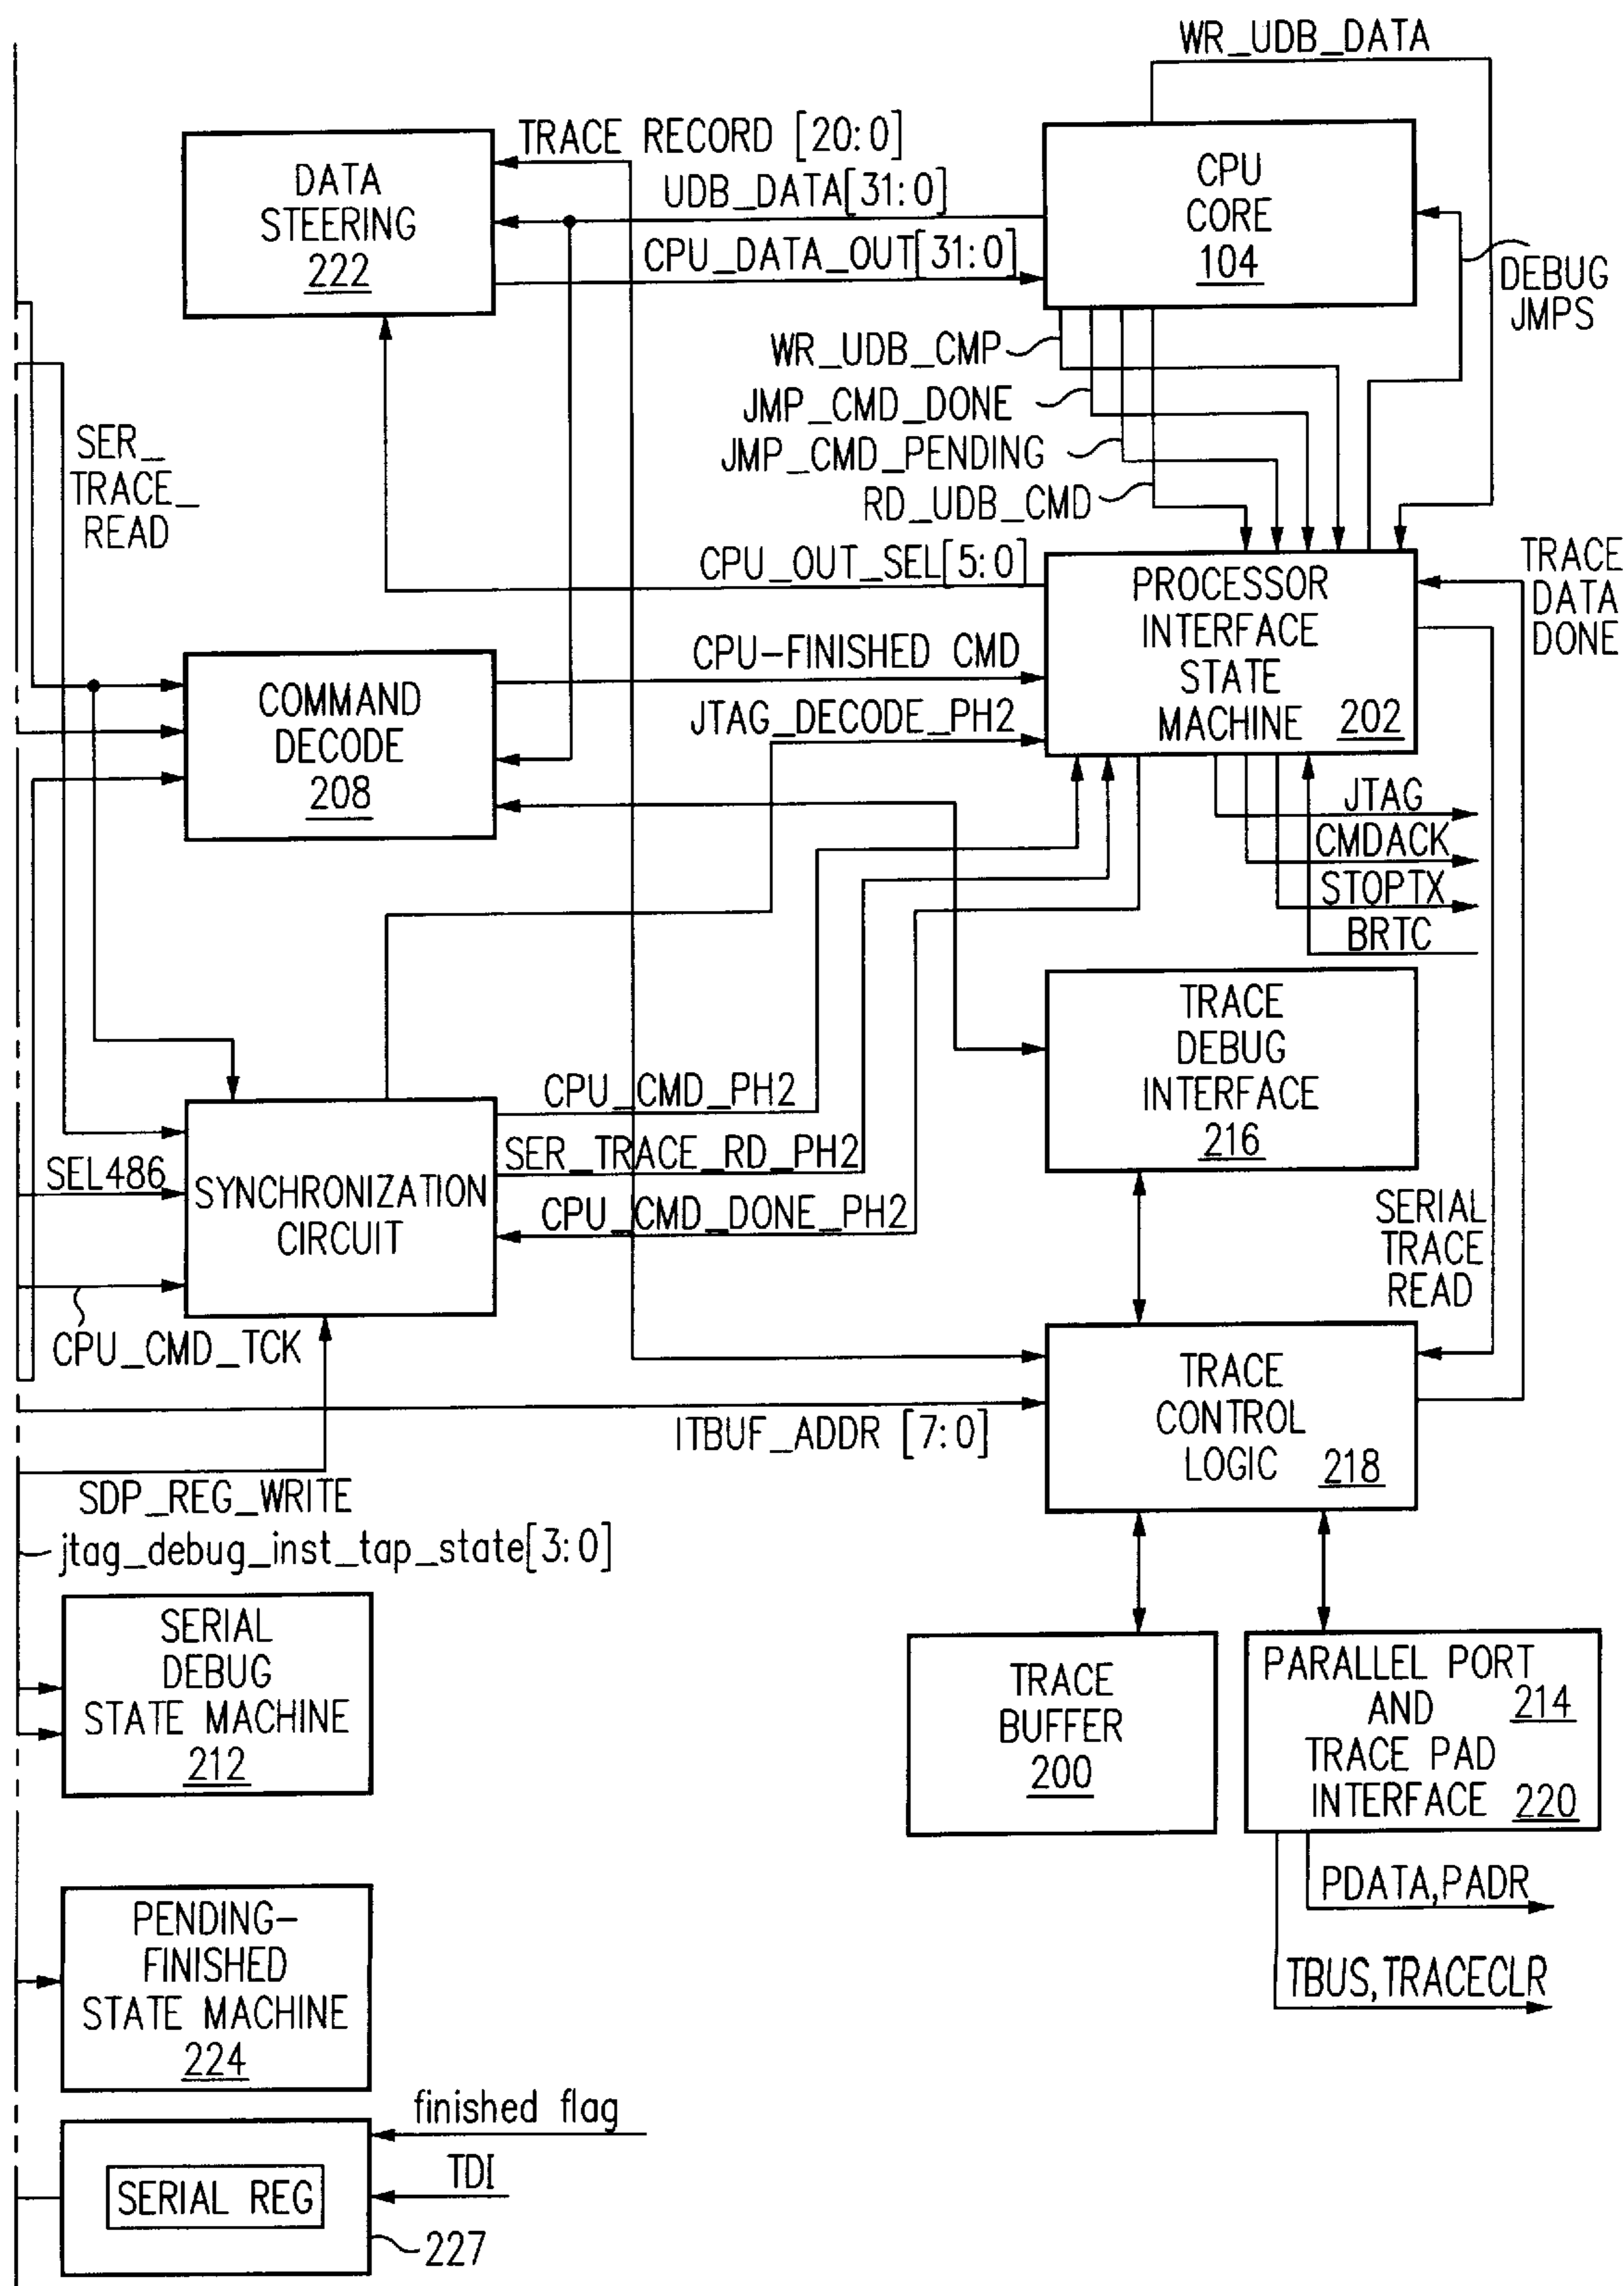 WR_UDB_DATA
TRACE RECORD [20:0]
DATA
STEERING
222
UDB_DATA[31:0]
CPU_DATA_OUT[31:0]
CPU
CORE
104
DEBUG
JMPS
WR_UDB_CMP
JMP_CMD_DONE
JMP_CMD_PENDING
RD_UDB_CMD
SER_
TRACE_
READ
CPU_OUT_SEL[5:0]
PROCESSOR
INTERFACE
STATE
MACHINE 202
TRACE
DATA
DONE
CPU-FINISHED CMD
JTAG_DECODE_PH2
COMMAND
DECODE
208
JTAG
CMDACK
STOPTX
BRTC
TRACE
DEBUG
INTERFACE
216
CPU_CMD_PH2
SER_TRACE_RD_PH2
CPU_CMD_DONE_PH2
SEL486
SYNCHRONIZATION
CIRCUIT
CPU_CMD_TCK
SERIAL
TRACE
READ
TRACE
CONTROL
LOGIC 218
ITBUF_ADDR [7:0]
SDP_REG_WRITE
jtag_debug_inst_tap_state[3:0]
SERIAL
DEBUG
STATE MACHINE
212
TRACE
BUFFER
200
PARALLEL PORT
AND 214
TRACE PAD
INTERFACE 220
PDATA,PADR
TBUS,TRACECLR
PENDING-
FINISHED
STATE MACHINE
224
finished flag
TDI
SERIAL REG
227